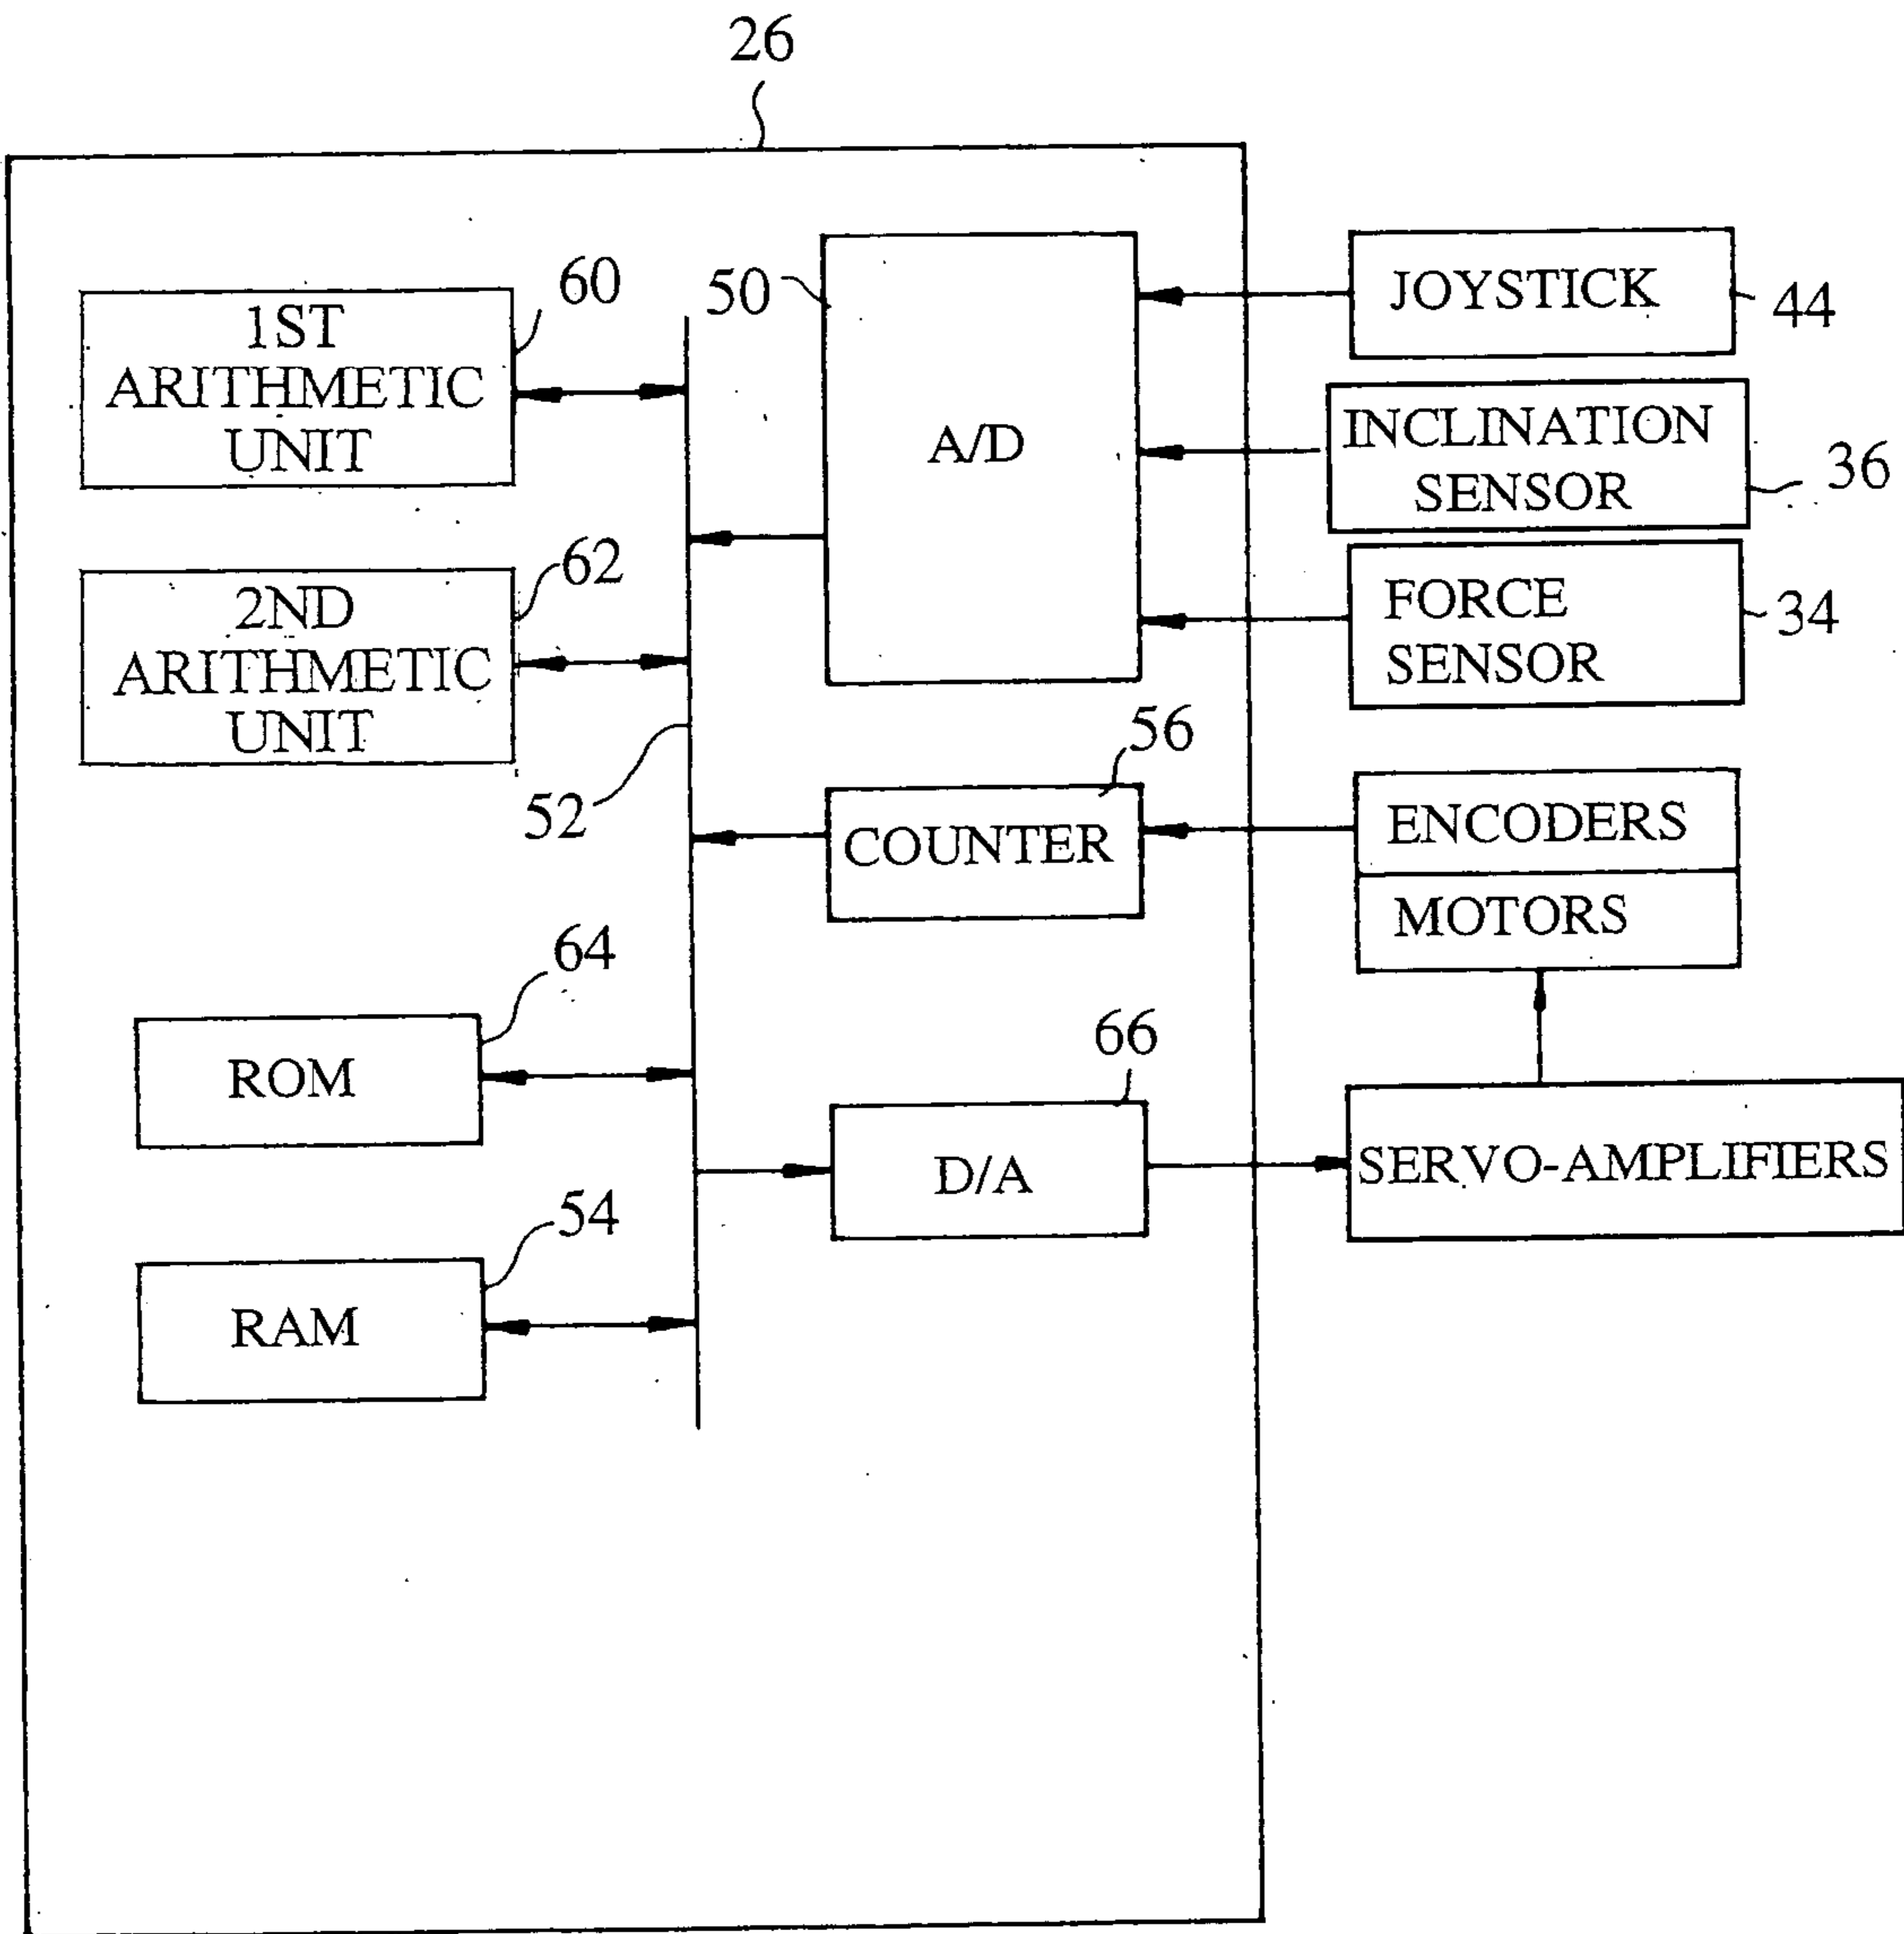 26
1ST
ARITHMETIC
UNIT
60
50
A/D
JOYSTICK
44
INCLINATION
SENSOR
36
2ND
ARITHMETIC
UNIT
62
FORCE
SENSOR
34
52
56
COUNTER
ENCODERS
MOTORS
64
ROM
66
D/A
SERVO-AMPLIFIERS
54
RAM